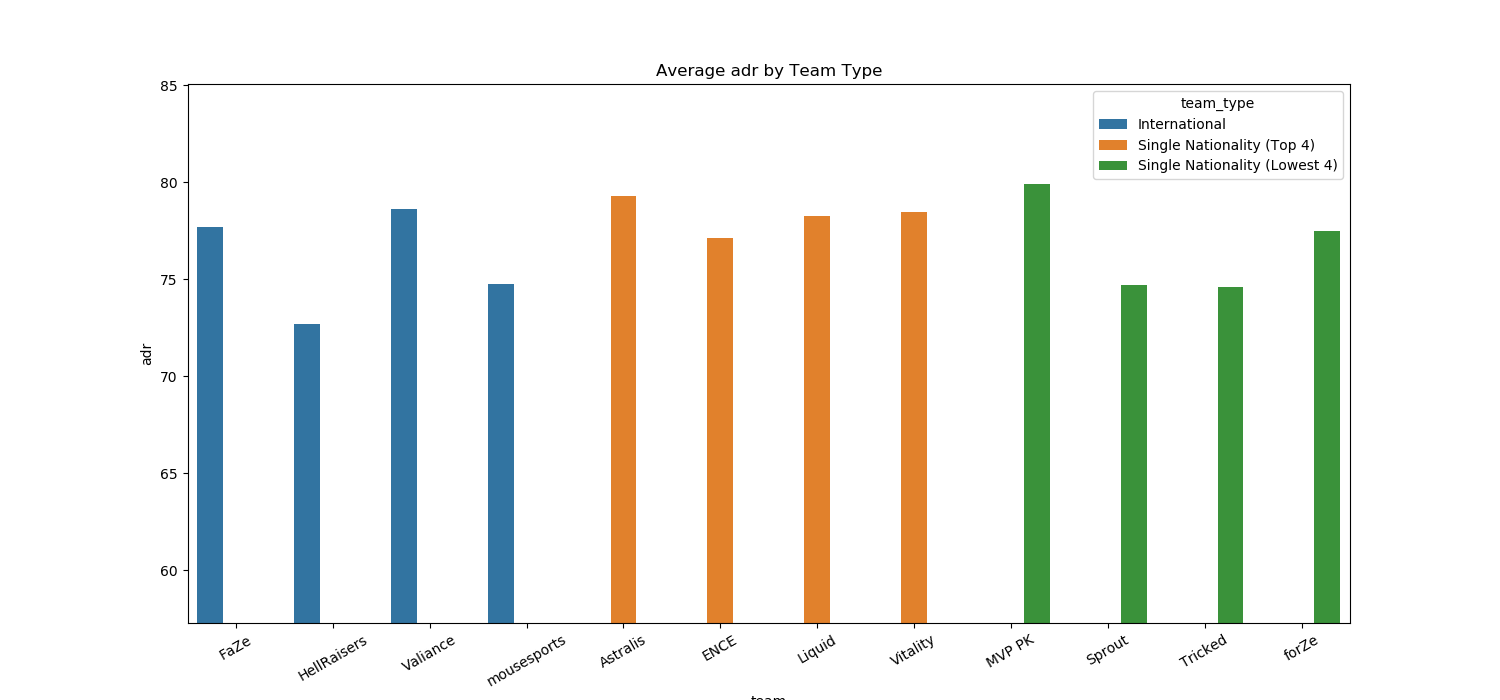 Average adr by Team Type
85
80
75
70
65
60
adr
team_type
International
Single Nationality (Top 4)
Single Nationality (Lowest 4)
FaZe
HellRaisers
Valiance
mousesports
Astralis
ENCE
Liquid
Vitality
MVP PK
Sprout
Tricked
forZe
team